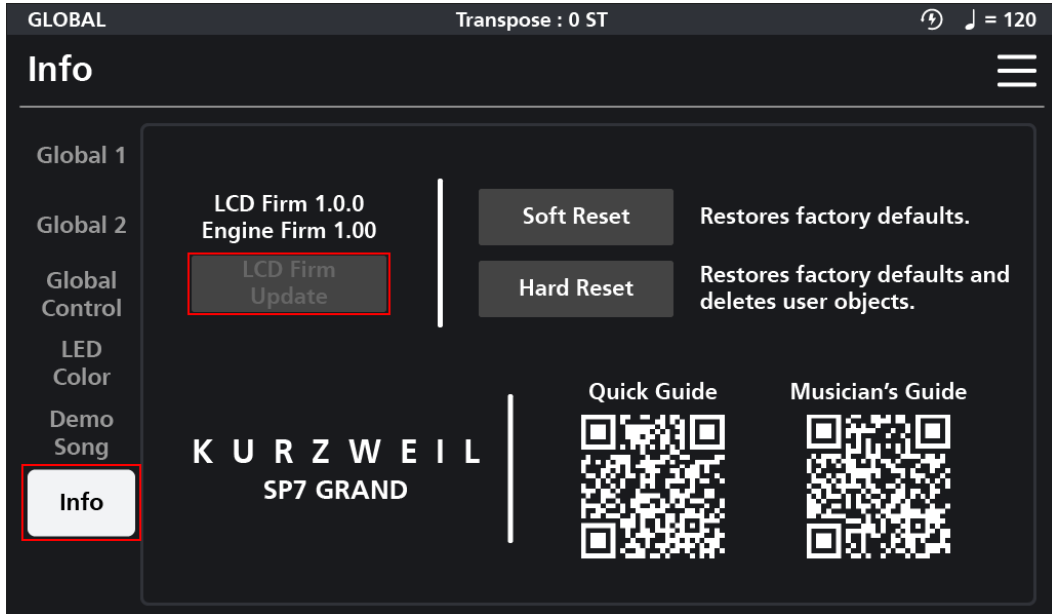 GLOBAL Transpose : 0 ST = 120
Info
Global 1
Global 2
Global
Control
LED
Color
Demo
Song
Info
LCD Firm 1.0.0
Engine Firm 1.00
LCD Firm
Update
Soft Reset
Restores factory defaults.
Hard Reset
Restores factory defaults and
deletes user objects.
KURZWEIL
SP7 GRAND
Quick Guide
Musician's Guide